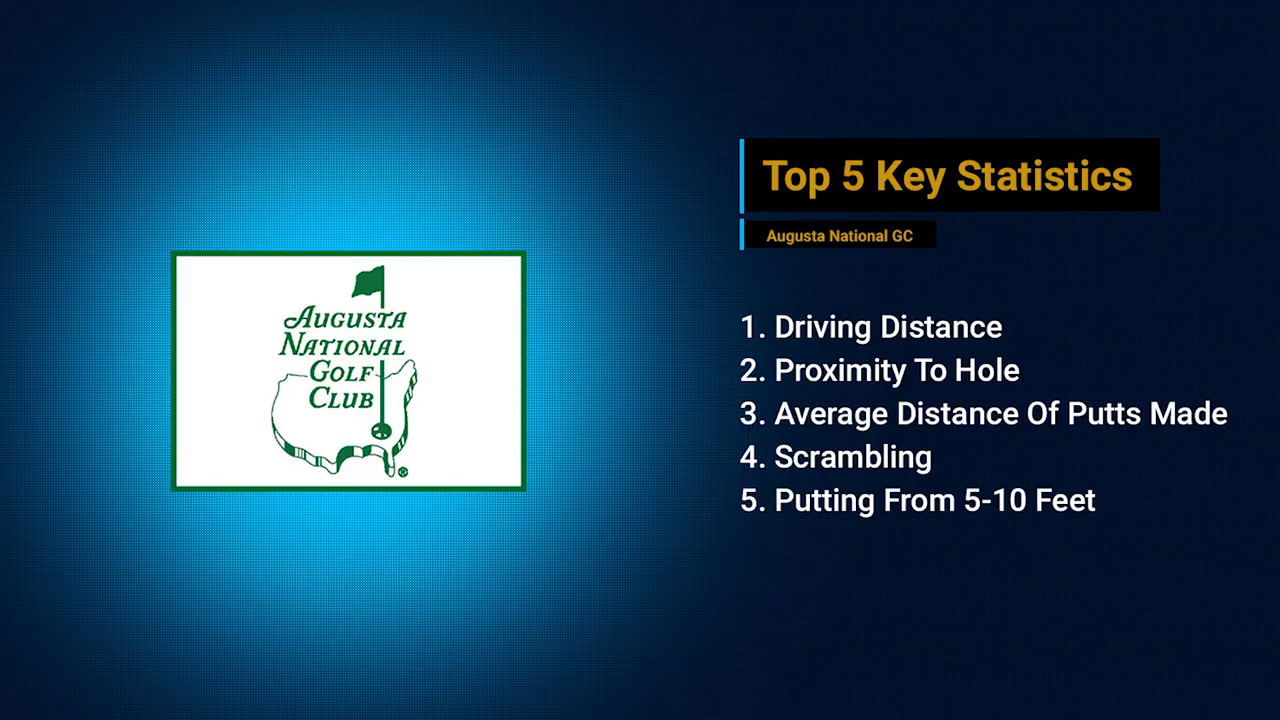 AUGUSTA
NATIONAL
GOLF
CLUB
®
Top 5 Key Statistics
Augusta National GC
1. Driving Distance
2. Proximity To Hole
3. Average Distance Of Putts Made
4. Scrambling
5. Putting From 5-10 Feet